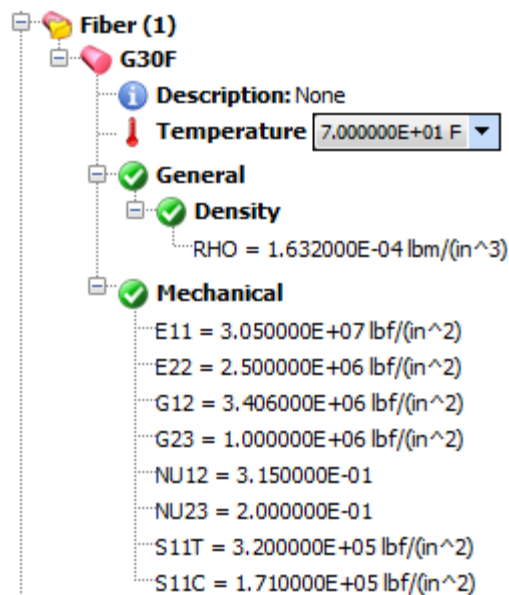 Fiber (1)
G30F
Description: None
Temperature 7.000000E+01 F
General
Density
RHO = 1.632000E-04 lbm/(in^3)
Mechanical
E11 = 3.050000E+07 lbf/(in^2)
E22 = 2.500000E+06 lbf/(in^2)
G12 = 3.406000E+06 lbf/(in^2)
G23 = 1.000000E+06 lbf/(in^2)
NU12 = 3.150000E-01
NU23 = 2.000000E-01
S11T = 3.200000E+05 lbf/(in^2)
S11C = 1.710000E+05 lbf/(in^2)